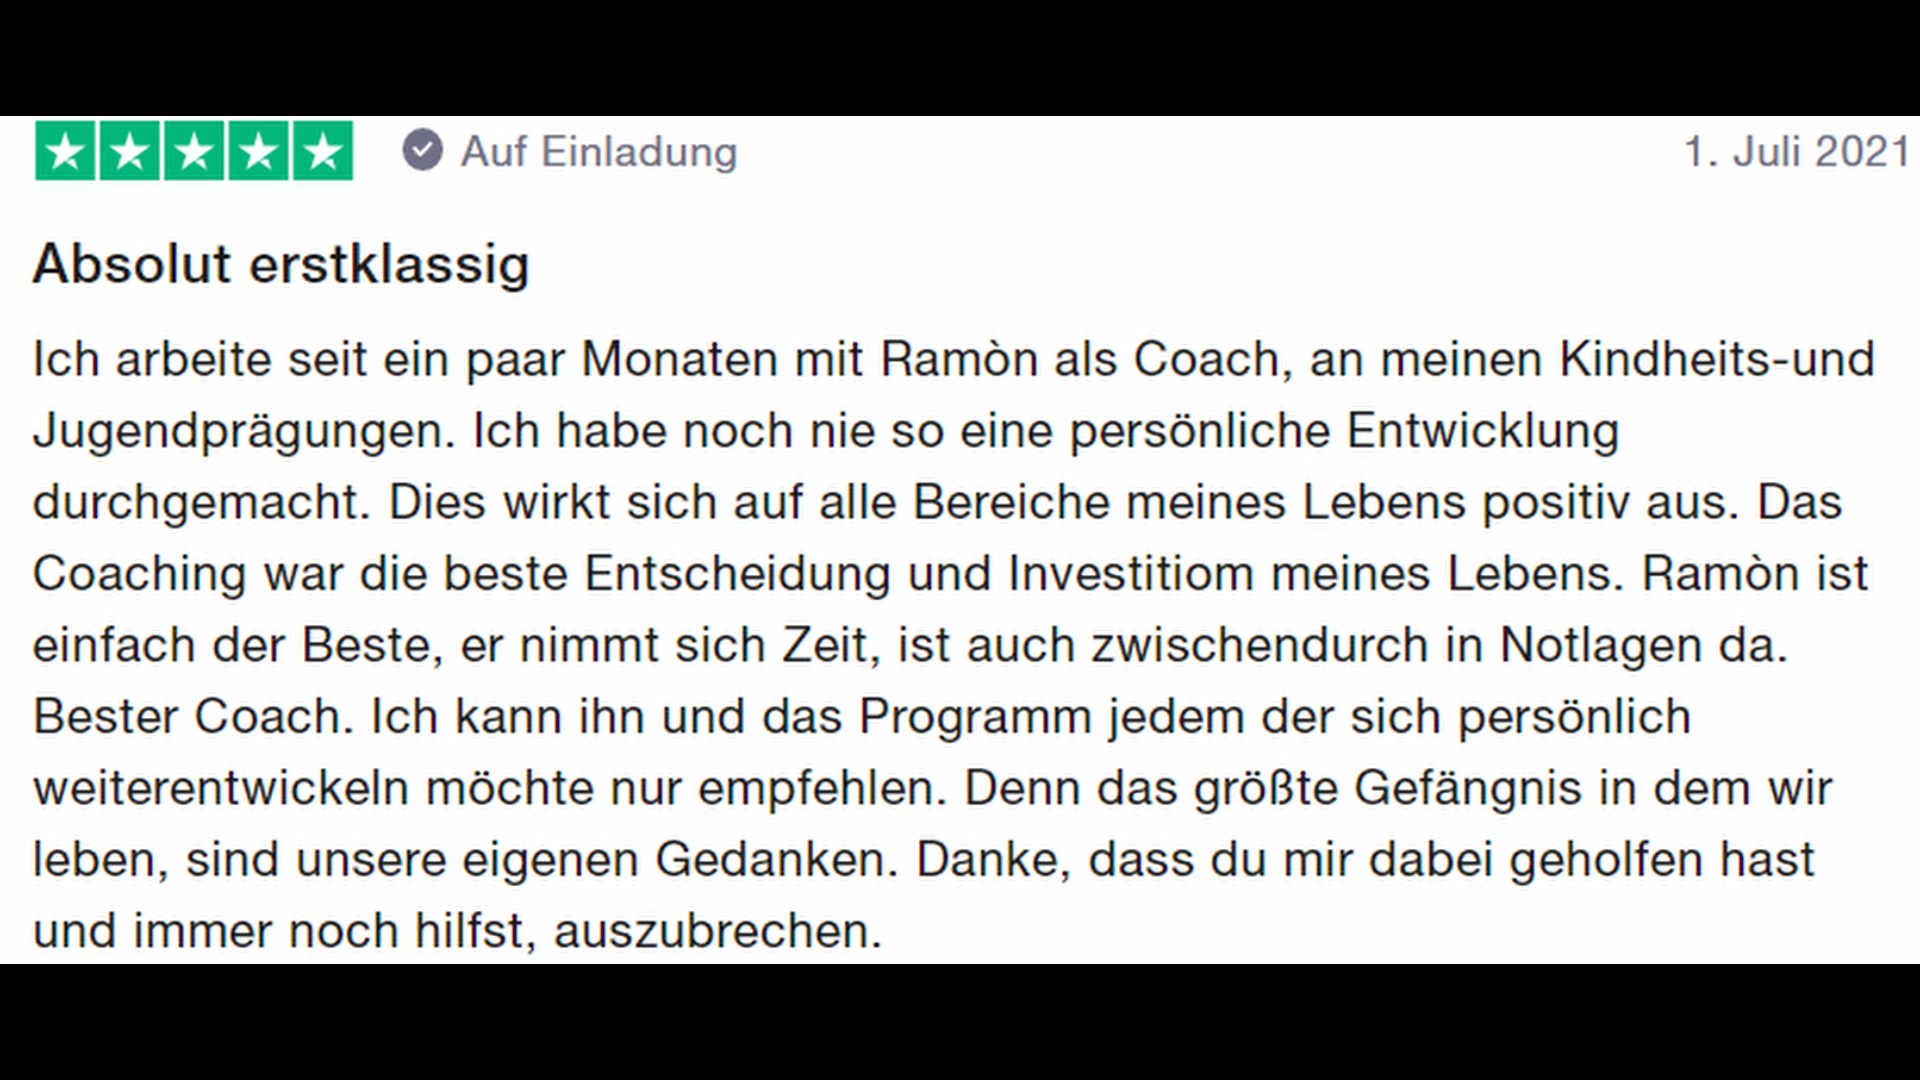 Auf Einladung
1. Juli 2021
Absolut erstklassig
Ich arbeite seit ein paar Monaten mit Ramòn als Coach, an meinen Kindheits-und
Jugendprägungen. Ich habe noch nie so eine persönliche Entwicklung
durchgemacht. Dies wirkt sich auf alle Bereiche meines Lebens positiv aus. Das
Coaching war die beste Entscheidung und Investitiom meines Lebens. Ramòn ist
einfach der Beste, er nimmt sich Zeit, ist auch zwischendurch in Notlagen da.
Bester Coach. Ich kann ihn und das Programm jedem der sich persönlich
weiterentwickeln möchte nur empfehlen. Denn das größte Gefängnis in dem wir
leben, sind unsere eigenen Gedanken. Danke, dass du mir dabei geholfen hast
und immer noch hilfst, auszubrechen.